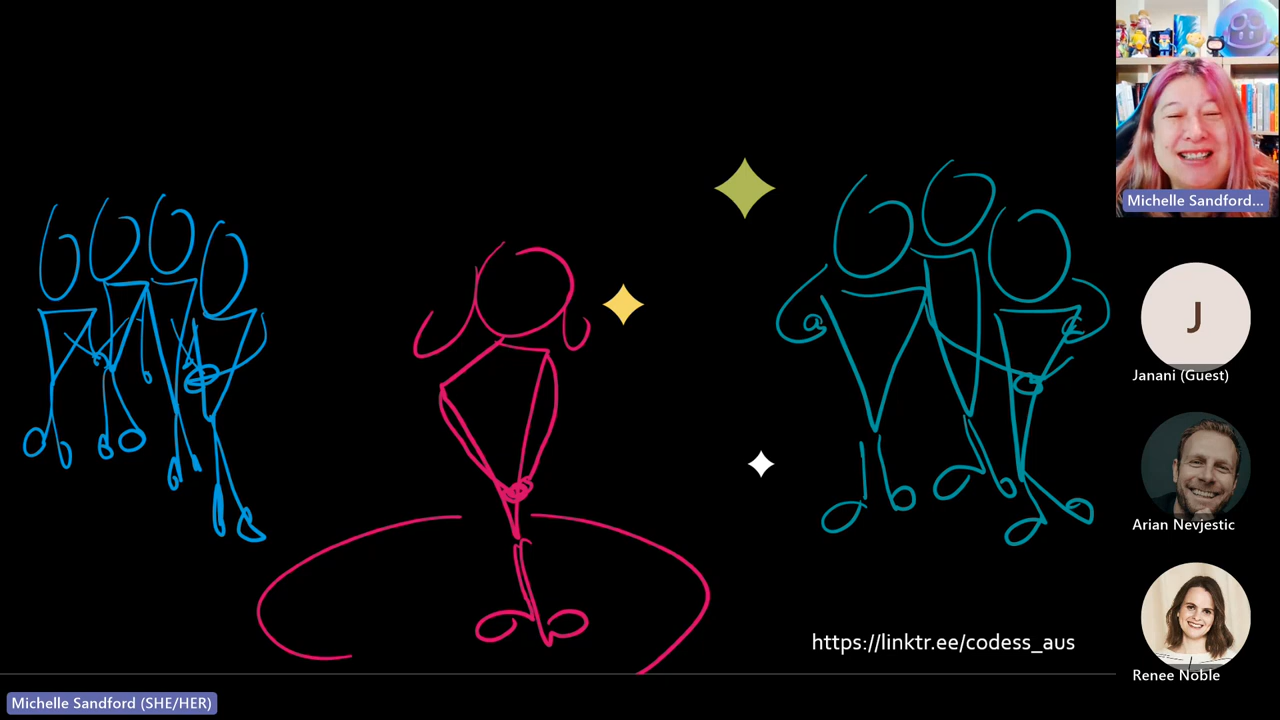 Michelle Sandford...
J
Janani (Guest)
Arian Nevjestic
Renee Noble
https://linktr.ee/codess_aus
Michelle Sandford (SHE/HER)